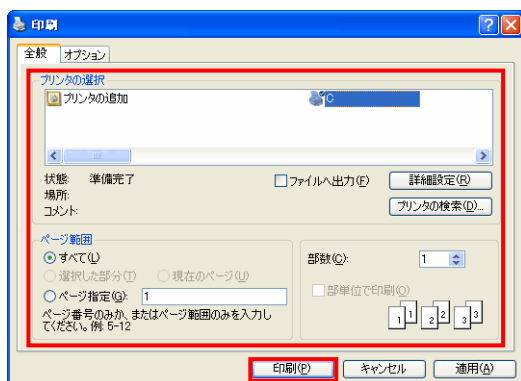 印刷
全般 オプション
プリンタの選択
プリンタの追加 C
状態: 準備完了 ファイルへ出力(F) 詳細設定(R)
場所:
コメント: プリンタの検索(D)...
ページ範囲
すべて(L) 部数(C): 1
選択した部分(T) 現在のページ(U)
ページ指定(G): 1 部単位で印刷(O)
ページ番号のみか、またはページ範囲のみを入力し
てください。例: 5-12
1 1 2 2 3 3
印刷(P) キャンセル 適用(A)